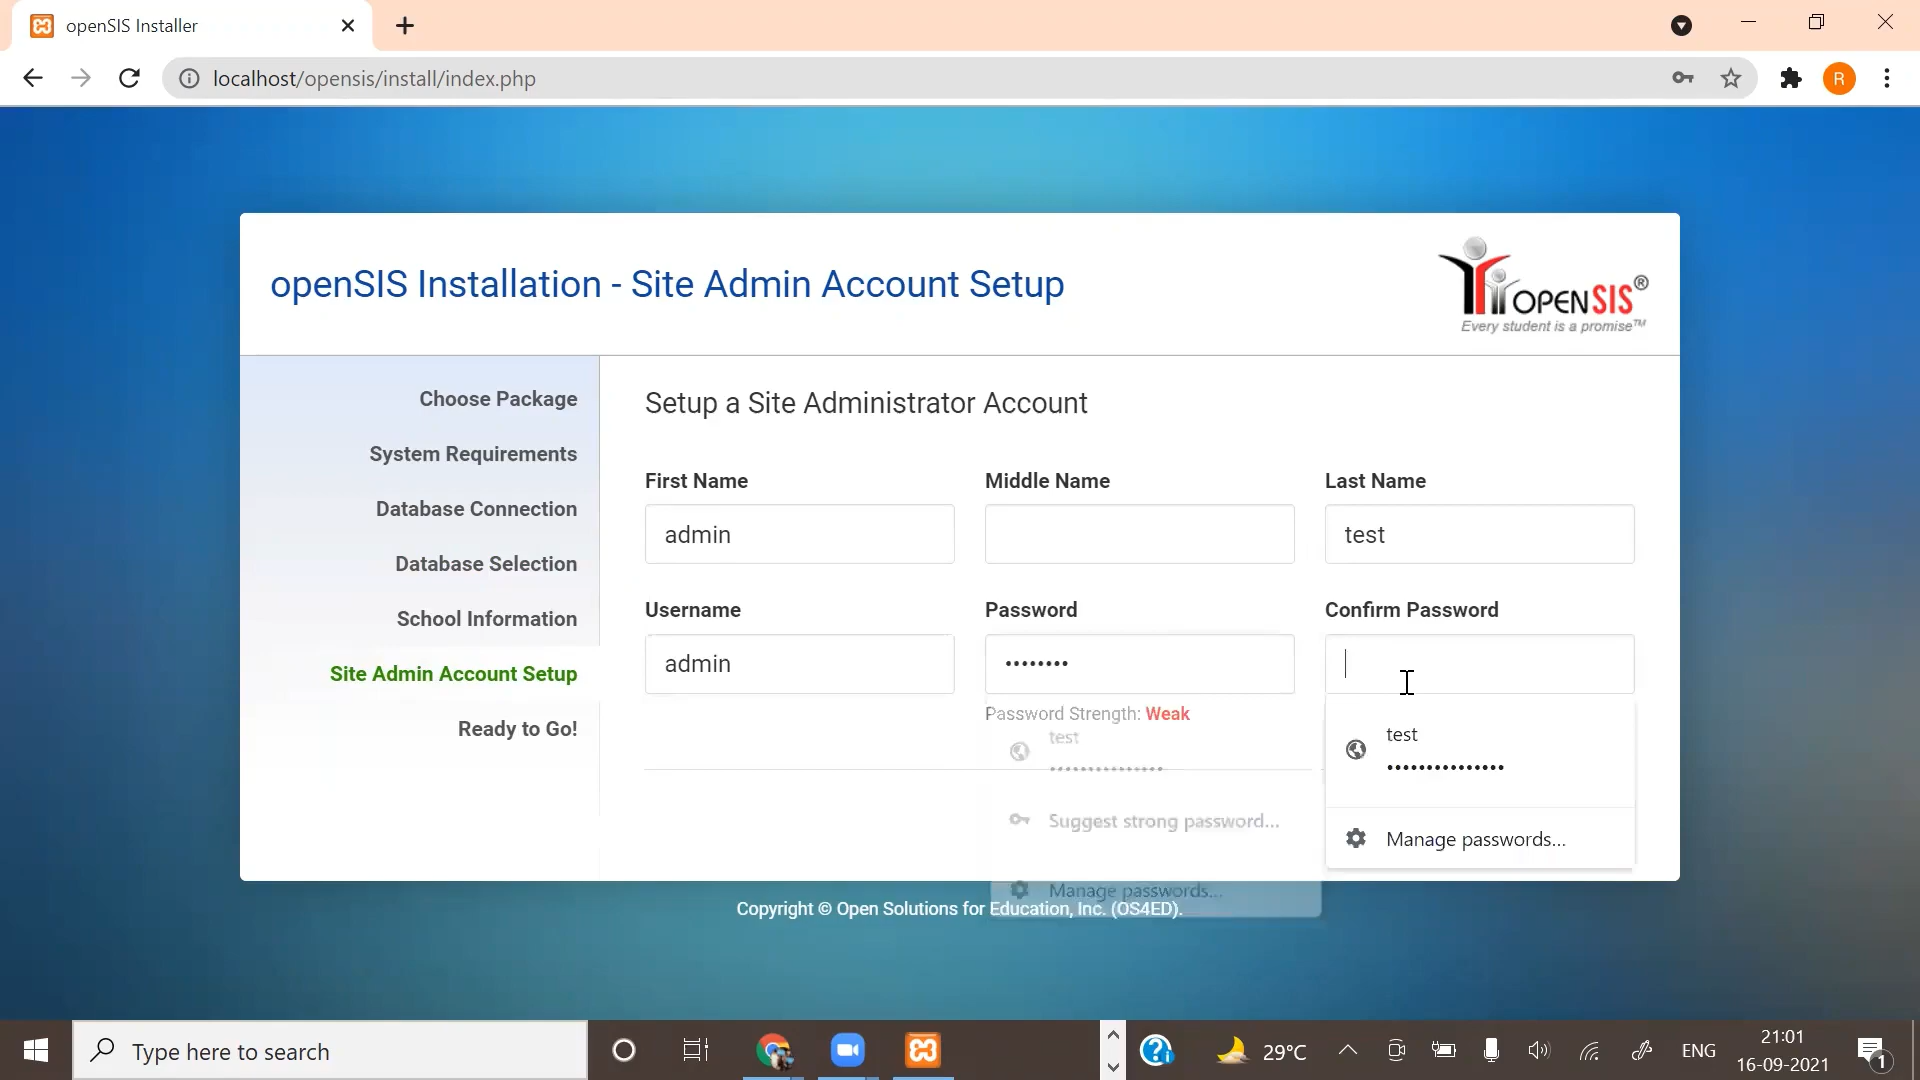 openSIS Installer
localhost/opensis/install/index.php
R
openSIS Installation - Site Admin Account Setup
OPENSIS®
Every student is a promise™
Choose Package
System Requirements
Database Connection
Database Selection
School Information
Site Admin Account Setup
Ready to Go!
Setup a Site Administrator Account
First Name Middle Name Last Name
admin test
Username Password Confirm Password
admin ••••••••
Password Strength: Weak
test
•••••••••••••••
Suggest strong password...
Manage passwords...
test
•••••••••••••••
Manage passwords...
Copyright © Open Solutions for Education, Inc. (OS4ED).
Type here to search
29°C
ENG
21:01
16-09-2021
1